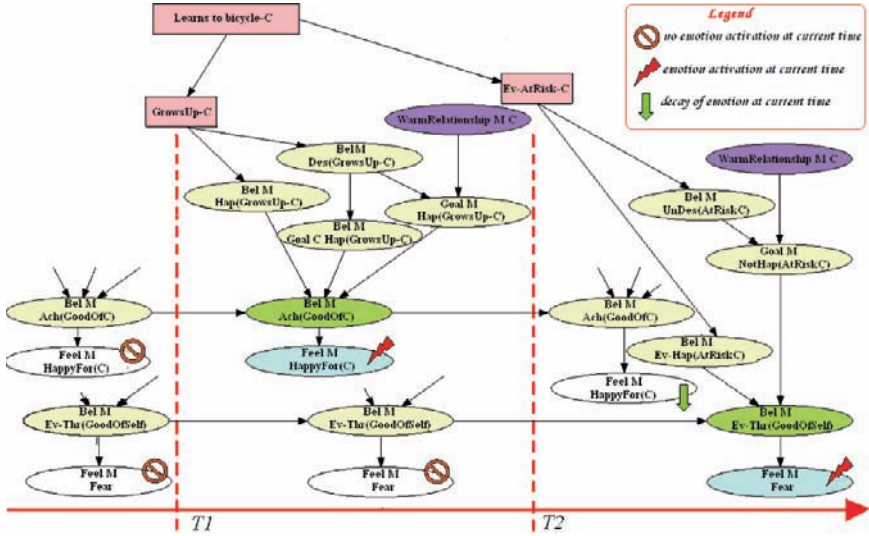 Learns to bicycle-C
Legend
no emotion activation at current time
emotion activation at current time
decay of emotion at current time
Ev-AtRisk-C
GrowsUp-C
WarmRelationship M C
Bel M
Des(GrowsUp-C)
WarmRelationship M C
Bel M
Hap(GrowsUp-C)
Goal M
Hap(GrowsUp-C)
Bel M
UnDes(AtRiskC)
Bel M
Goal C Hap(GrowsUp-C)
Goal M
NotHap(AtRiskC)
Bel M
Ach(GoodOfC)
Bel M
Ach(GoodOfC)
Bel M
Ach(GoodOfC)
Feel M
HappyFor(C)
Feel M
HappyFor(C)
Bel M
Ev-Hap(AtRiskC)
Feel M
HappyFor(C)
Bel M
Ev-Thr(GoodOfSelf)
Bel M
Ev-Thr(GoodOfSelf)
Bel M
Ev-Thr(GoodOfSelf)
Feel M
Fear
Feel M
Fear
Feel M
Fear
T1
T2